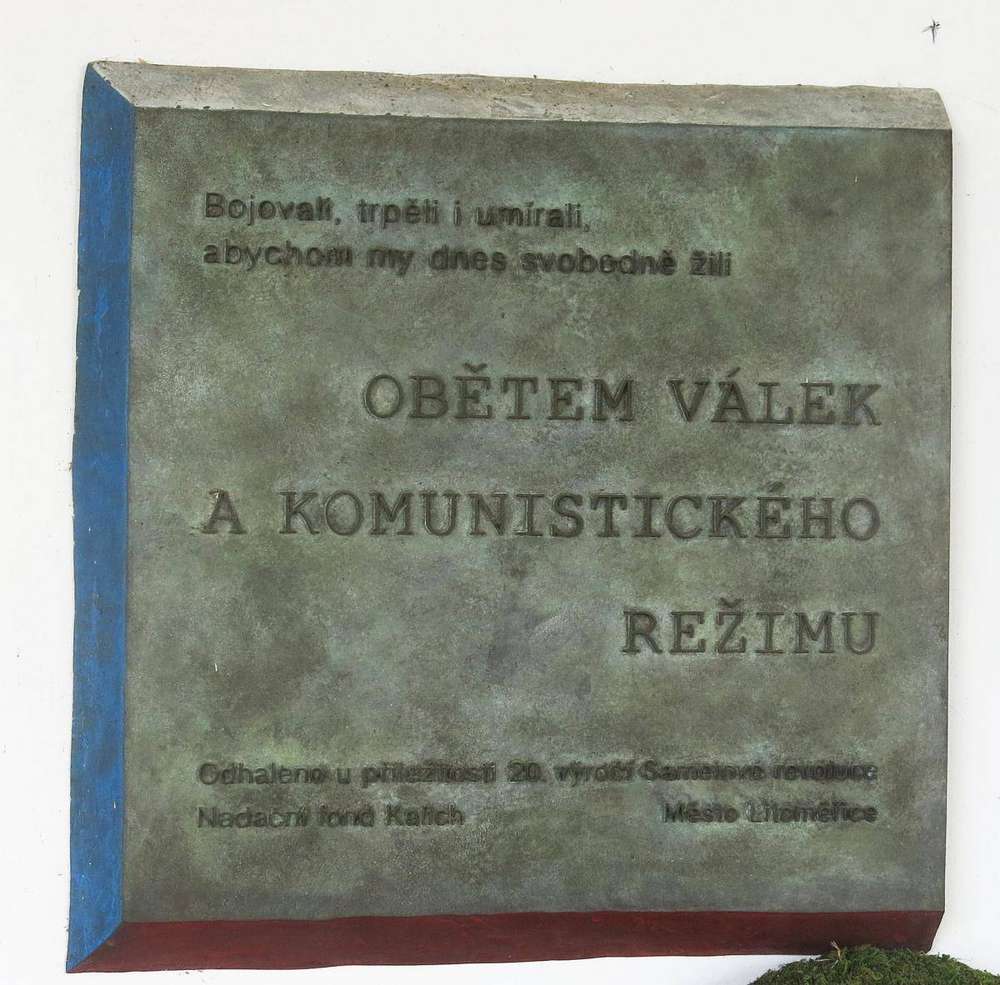 Bojovali, trpěli i umírali,
abychom my dnes svobodně žili
OBĚTEM VÁLEK
A KOMUNISTICKÉHO
REŽIMU
Odhaleno u příležitosti 20. výročí Sametové revoluce
Nadační fond Kalich Město Litoměřice